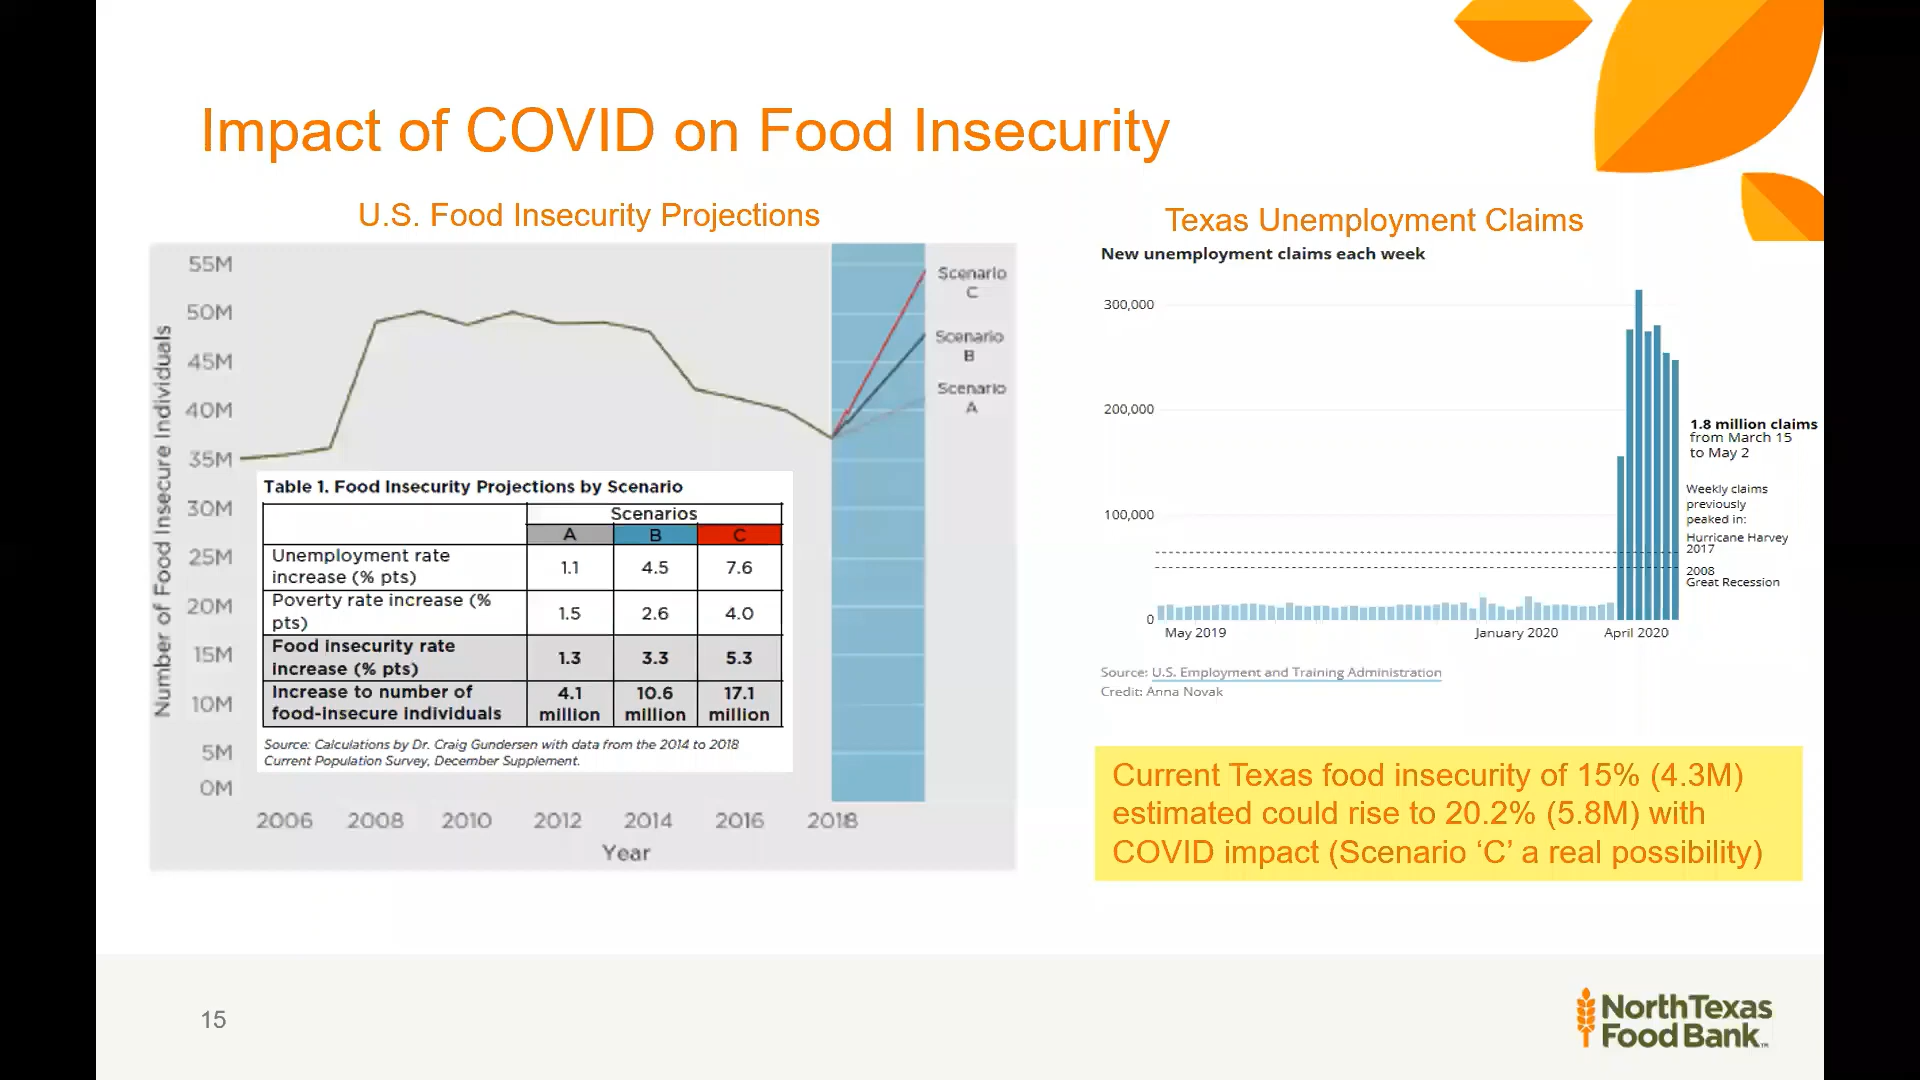 Impact of COVID on Food Insecurity
U.S. Food Insecurity Projections
55M
50M
45M
40M
35M
30M
25M
20M
15M
10M
5M
0M
Number of Food Insecure Individuals
2006 2008 2010 2012 2014 2016 2018
Year
Scenario
C
Scenario
B
Scenario
A
Table 1. Food Insecurity Projections by Scenario
Scenarios
A B C
Unemployment rate
increase (% pts) 1.1 4.5 7.6
Poverty rate increase (%
pts) 1.5 2.6 4.0
Food insecurity rate
increase (% pts) 1.3 3.3 5.3
Increase to number of 4.1 10.6 17.1
food-insecure individuals million million million
Source: Calculations by Dr. Craig Gundersen with data from the 2014 to 2018
Current Population Survey, December Supplement.
Texas Unemployment Claims
New unemployment claims each week
300,000
200,000
100,000
0
May 2019 January 2020 April 2020
1.8 million claims
from March 15
to May 2
Weekly claims
previously
peaked in:
Hurricane Harvey
2017
2008
Great Recession
Source: U.S. Employment and Training Administration
Credit: Anna Novak
Current Texas food insecurity of 15% (4.3M)
estimated could rise to 20.2% (5.8M) with
COVID impact (Scenario ‘C’ a real possibility)
15
North Texas
Food Bank™